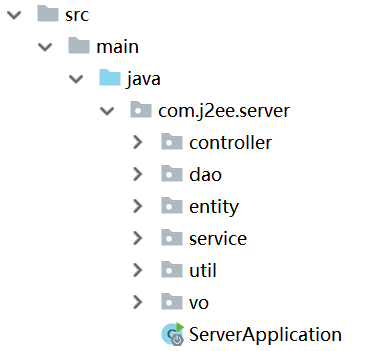 src
main
java
com.j2ee.server
controller
dao
entity
service
util
vo
ServerApplication